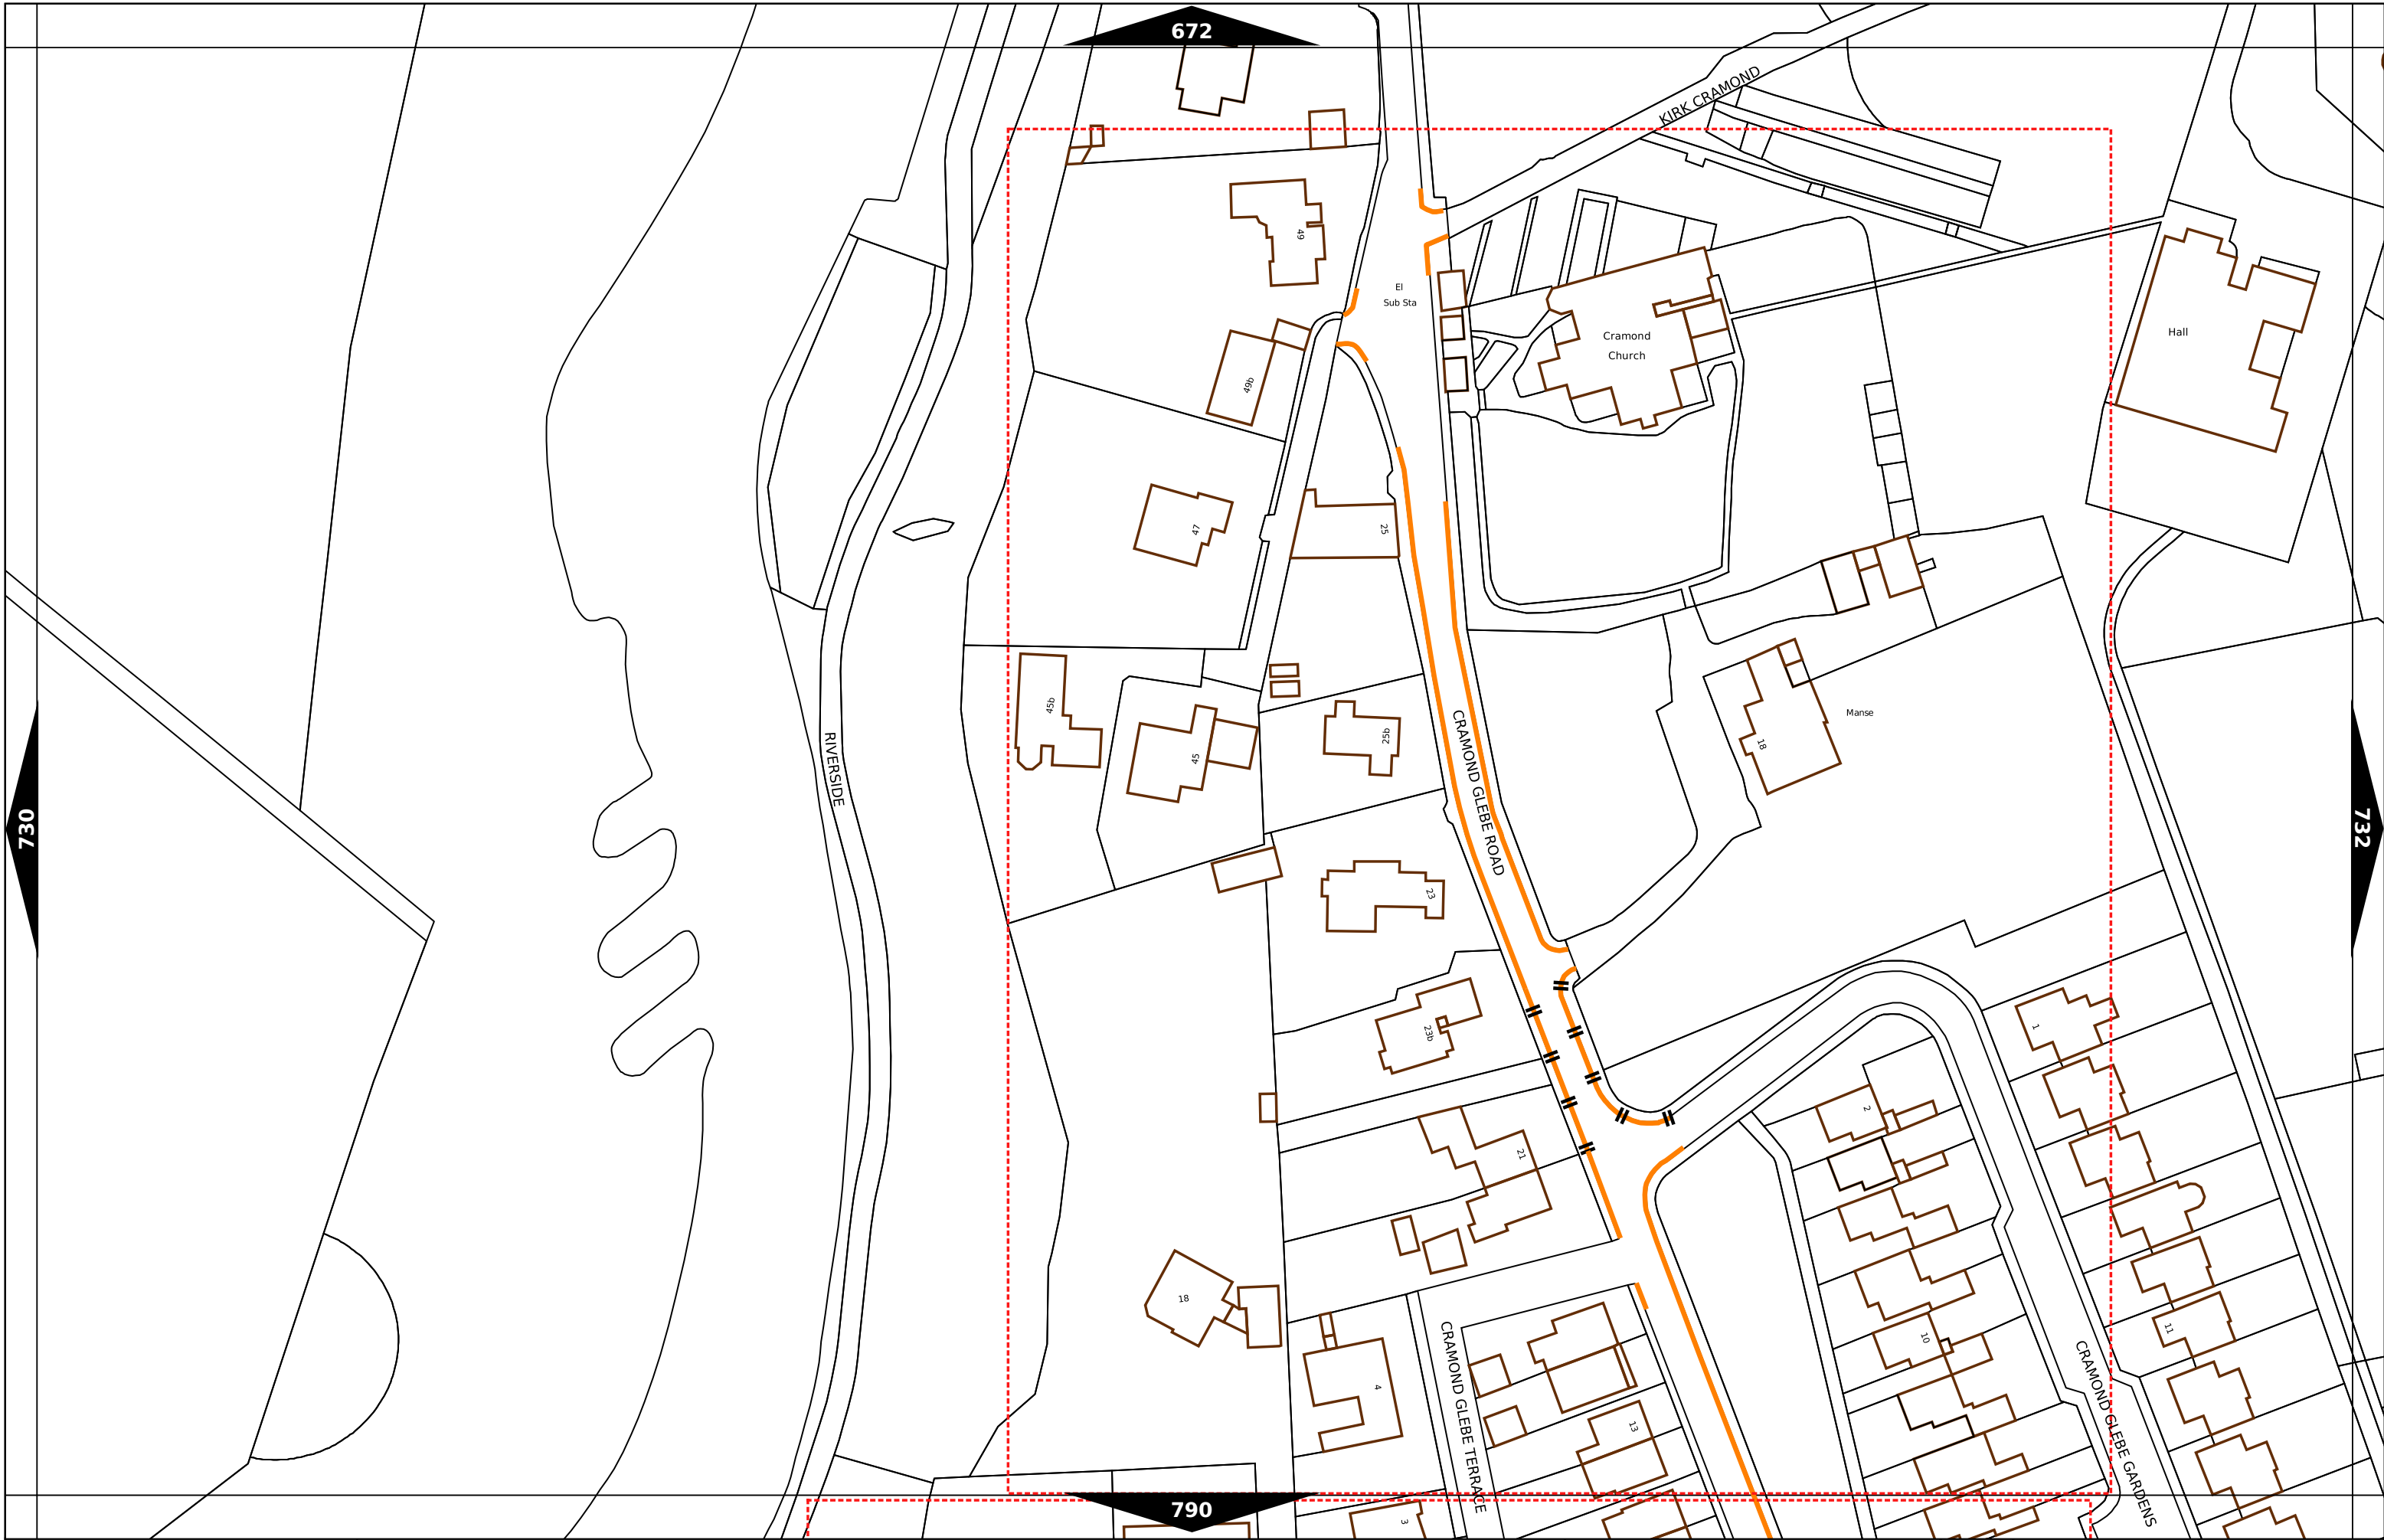 672
KIRK CRAMOND
49
El
Sub Sta
Cramond
Church
Hall
49b
47
25
45b
45
25b
RIVERSIDE
CRAMOND GLEBE ROAD
Manse
18
730
732
23
23b
1
2
21
18
4
CRAMOND GLEBE TERRACE
13
10
11
CRAMOND GLEBE GARDENS
790
3